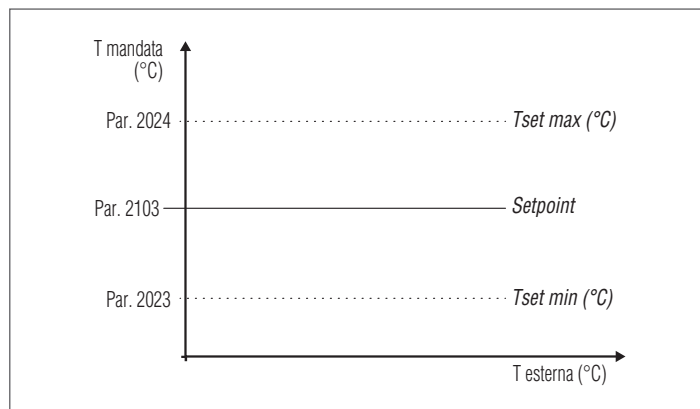 T mandata
(°C)
Par. 2024
Tset max (°C)
Par. 2103
Setpoint
Par. 2023
Tset min (°C)
T esterna (°C)